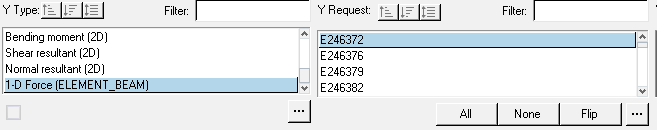 Y Type: Filter: Y Request: Filter:
Bending moment (2D)
Shear resultant (2D)
Normal resultant (2D)
1-D Force (ELEMENT_BEAM)
E246372
E246376
E246379
E246382
... All None Flip ...